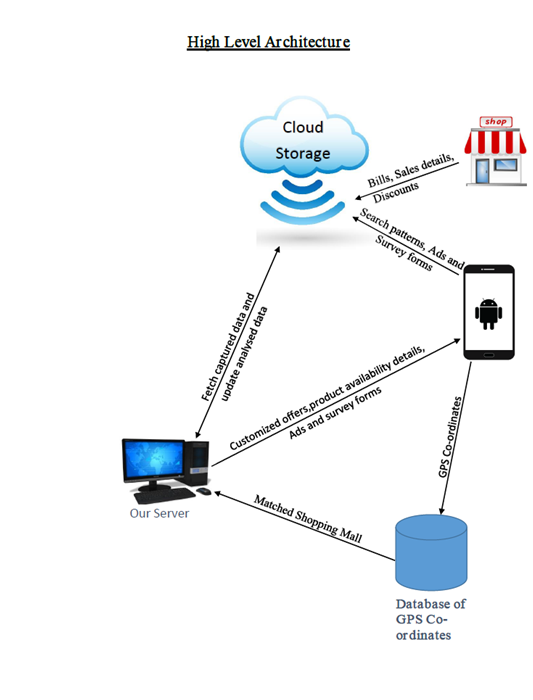 High Level Architecture
Cloud
Storage
shop
Bills, Sales details,
Discounts
Search patterns, Ads and
Survey forms
Fetch captured data and
update analysed data
Customized offers,product availability details,
Ads and survey forms
GPS Co-ordinates
Our Server
Matched Shopping Mall
Database of
GPS Co-
ordinates